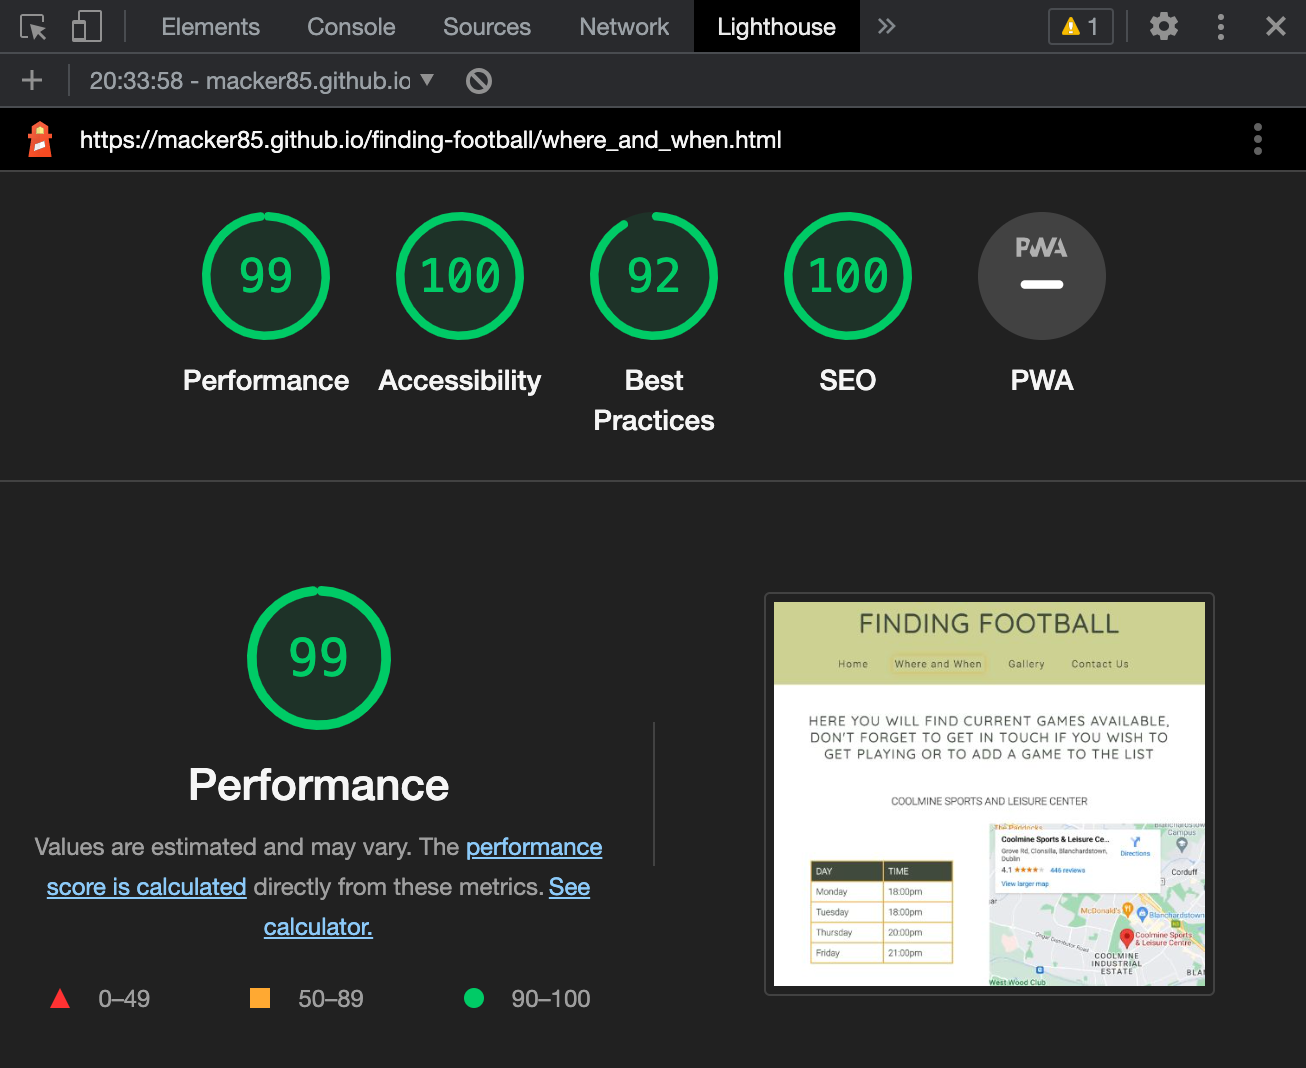 Elements Console Sources Network Lighthouse » 1
20:33:58 - macker85.github.io
https://macker85.github.io/finding-football/where_and_when.html
99 100 92 100 PWA
Performance Accessibility Best Practices SEO PWA
99
Performance
Values are estimated and may vary. The performance
score is calculated directly from these metrics. See
calculator.
0–49 50–89 90–100
FINDING FOOTBALL
Home Where and When Gallery Contact Us
HERE YOU WILL FIND CURRENT GAMES AVAILABLE,
DON'T FORGET TO GET IN TOUCH IF YOU WISH TO
GET PLAYING OR TO ADD A GAME TO THE LIST
COOLMINE SPORTS AND LEISURE CENTER
DAY TIME
Monday 18:00pm
Tuesday 18:00pm
Thursday 20:00pm
Friday 21:00pm
The Paddocks
Campus
Coolmine Sports & Leisure Ce...
Grove Rd, Clonsilla, Blanchardstown,
Dublin
Directions
4.1 446 reviews
View larger map
Corduff
McDonald's
Blanchardstown
Coolmine Sports
& Leisure Centre
COOLMINE
INDUSTRIAL
ESTATE
BLAN
West Wood Club